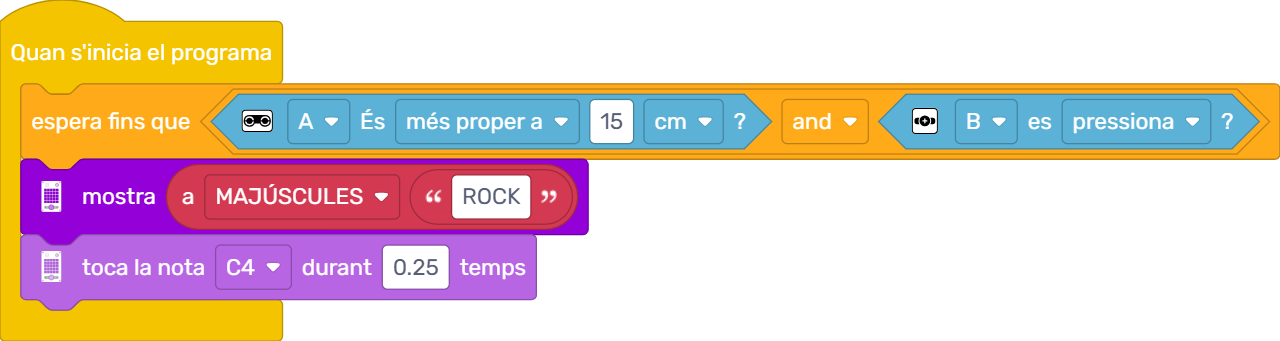 Quan s'inicia el programa
espera fins que A És més proper a 15 cm ? and B es pressiona ?
mostra a MAJÚSCULES “ ROCK ”
toca la nota C4 durant 0.25 temps